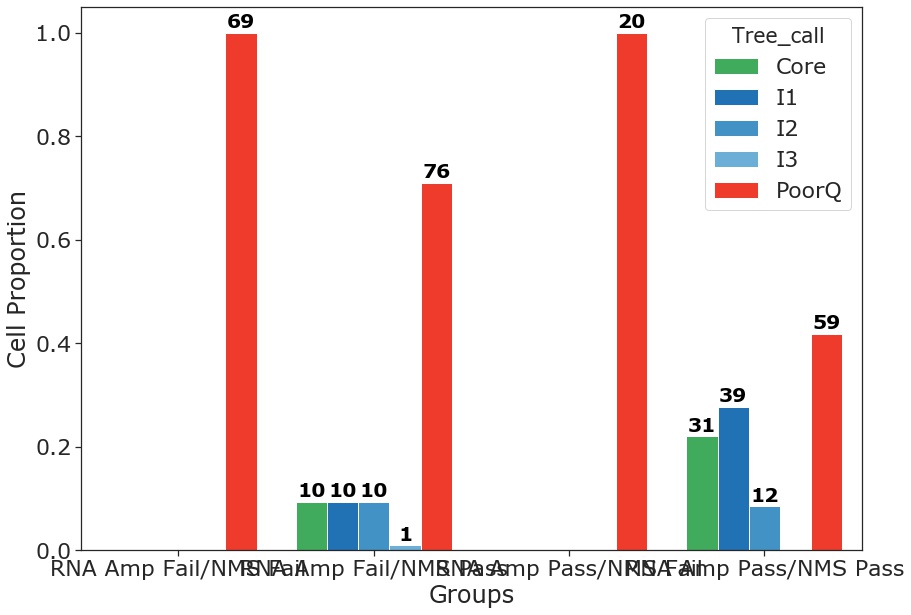 69
20
1.0
Tree_call
Core
I1
I2
I3
PoorQ
0.8
76
0.6
Cell Proportion
0.4
59
39
31
0.2
10 10 10
12
1
0.0
RNA Amp Fail/NMS Fail
RNA Amp Fail/NMS Pass
RNA Amp Pass/NMS Fail
RNA Amp Pass/NMS Pass
Groups